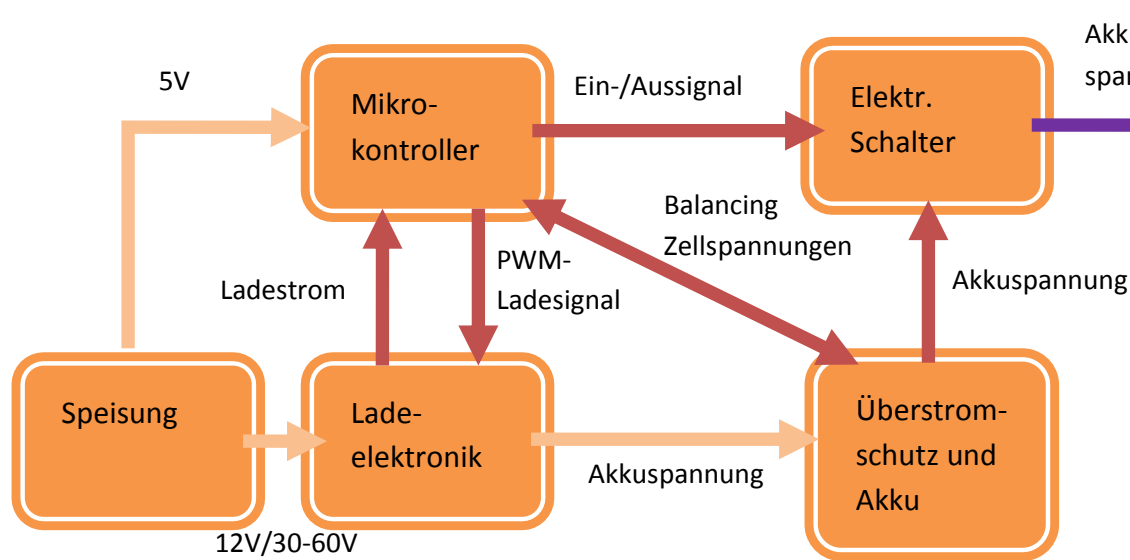 5V
Mikro-
kontroller
Ein-/Aussignal
Elektr.
Schalter
Balancing
Zellspannungen
Ladestrom
PWM-
Ladesignal
Akkuspannung
Speisung
Lade-
elektronik
Akkuspannung
Überstrom-
schutz und
Akku
12V/30-60V